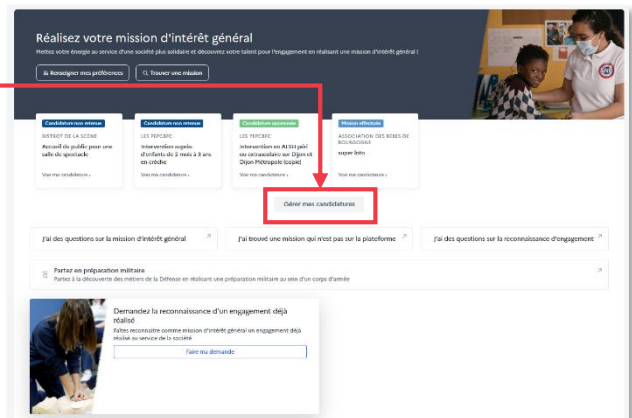 Réalisez votre mission d'intérêt général
Mettez votre énergie au service d'une société plus solidaire et découvrez votre talent pour l'engagement en réalisant une mission d'intérêt général !
Renseigner mes préférences
Trouver une mission
Candidature non retenue
BISTROT DE LA SCENE
Accueil du public pour une
salle de spectacle
Voir ma candidature ›
Candidature non retenue
LES PEPCBFC
Intervention auprès
d'enfants de 2 mois à 3 ans
en crèche
Voir ma candidature ›
Candidature approuvée
LES PEPCBFC
Intervention en ALSH péri
ou extrascolaire sur Dijon et
Dijon Métropole (copie)
Voir ma candidature ›
Mission effectuée
ASSOCIATION DES BEBES DE
BOURGOGNE
super loto
Voir ma candidature ›
Gérer mes candidatures
J'ai des questions sur la mission d'intérêt général
J'ai trouvé une mission qui n'est pas sur la plateforme
J'ai des questions sur la reconnaissance d'engagement
Partez en préparation militaire
Partez à la découverte des métiers de la Défense en réalisant une préparation militaire au sein d'un corps d'armée
Demandez la reconnaissance d'un engagement déjà
réalisé
Faites reconnaître comme mission d'intérêt général un engagement déjà
réalisé au service de la société
Faire ma demande